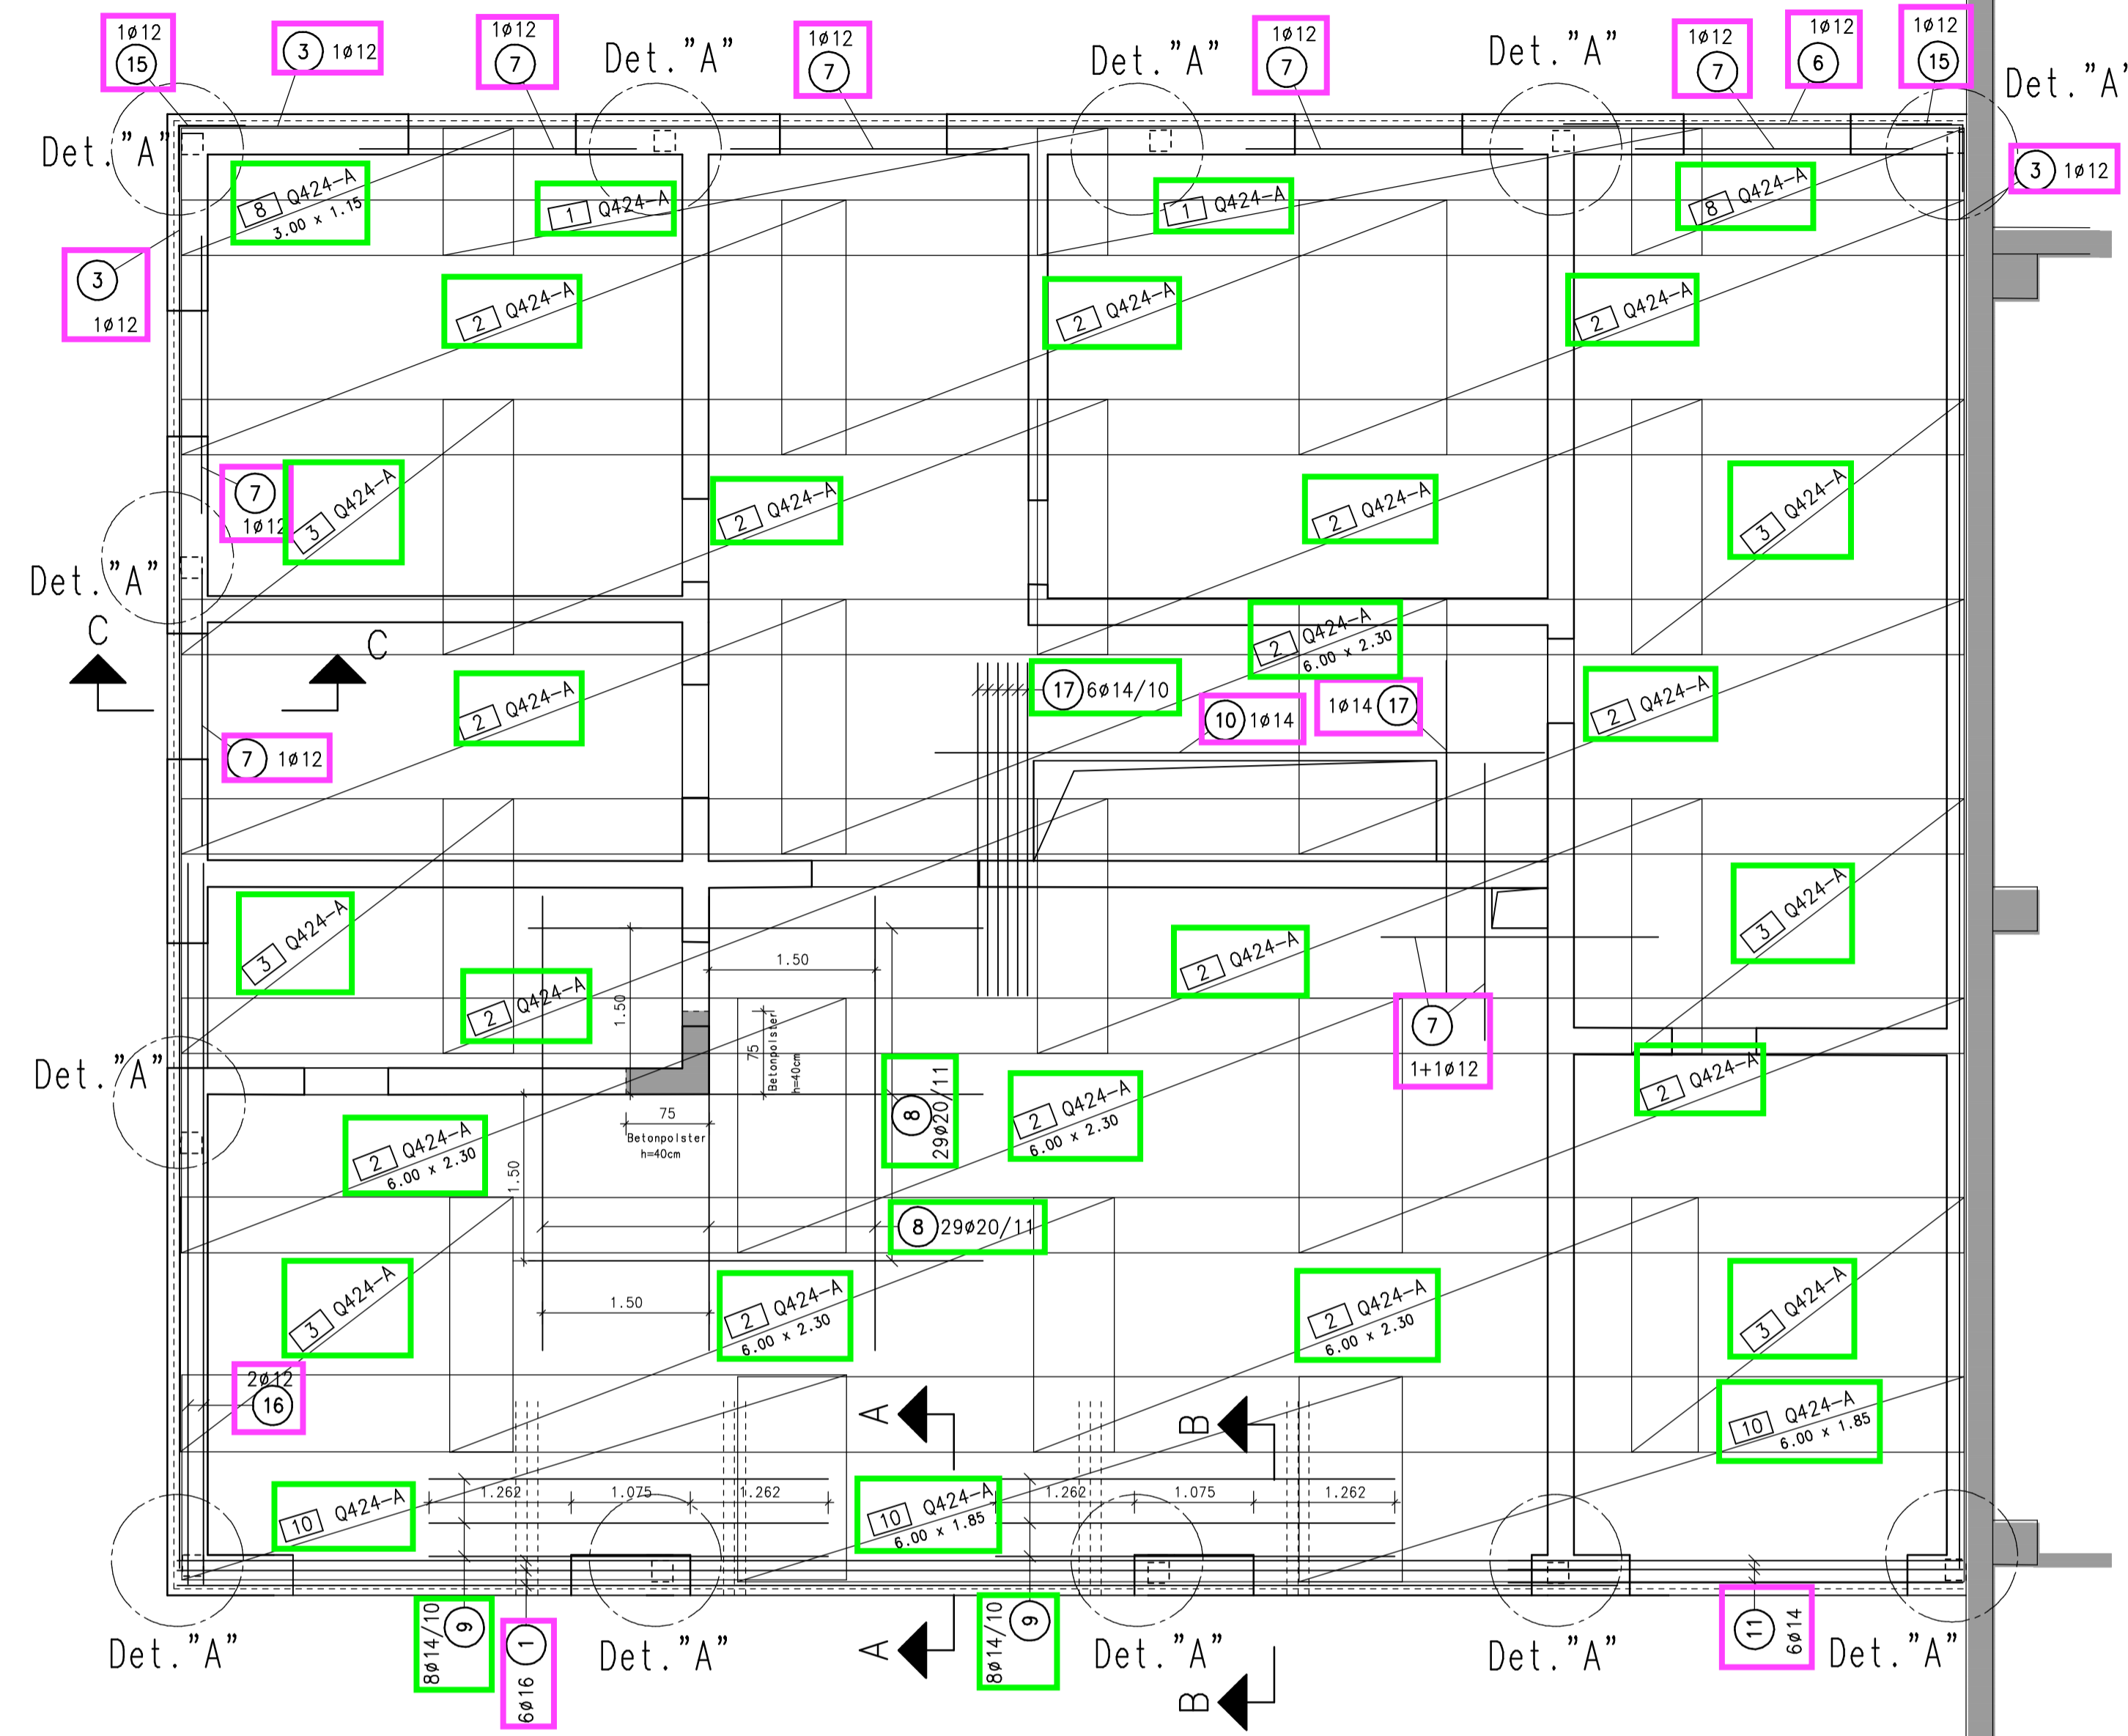 1ø12
15
3 1ø12
1ø12
7
Det."A"
1ø12
7
Det."A"
1ø12
7
Det."A"
1ø12
7
1ø12
6
1ø12
15
Det."A"
Det."A"
3 1ø12
8 Q424-A
3.00 x 1.15
1 Q424-A
1 Q424-A
8 Q424-A
3
1ø12
2 Q424-A
2 Q424-A
2 Q424-A
7
1ø12
3 Q424-A
2 Q424-A
2 Q424-A
3 Q424-A
Det."A"
C
C
2 Q424-A
6.00 x 2.30
17 6ø14/10
10 1ø14
1ø14 17
2 Q424-A
2 Q424-A
7 1ø12
3 Q424-A
2 Q424-A
1.50
1.50
2 Q424-A
3 Q424-A
7
1+1ø12
Det."A"
75
Betonpolster
h=40cm
75
Betonpolster
h=40cm
8
29ø20/11
2 Q424-A
6.00 x 2.30
2 Q424-A
2 Q424-A
6.00 x 2.30
1.50
8 29ø20/11
3 Q424-A
1.50
2 Q424-A
6.00 x 2.30
2 Q424-A
6.00 x 2.30
3 Q424-A
2ø12
16
A
B
10 Q424-A
6.00 x 1.85
10 Q424-A
1.262
1.075
1.262
10 Q424-A
6.00 x 1.85
1.262
1.075
1.262
Det."A"
8ø14/10
9
6ø16
1
Det."A"
A
8ø14/10
9
Det."A"
B
Det."A"
11
6ø14
Det."A"